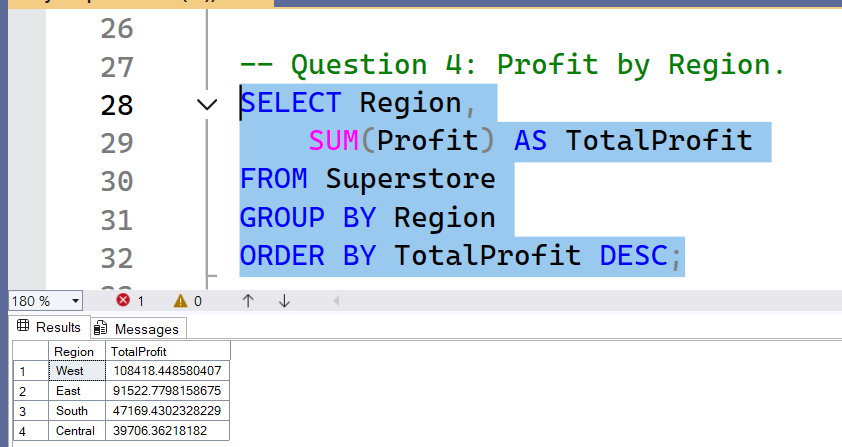 26
27 -- Question 4: Profit by Region.
28 SELECT Region,
29 SUM(Profit) AS TotalProfit
30 FROM Superstore
31 GROUP BY Region
32 ORDER BY TotalProfit DESC;
180 % 1 0
Results Messages
Region TotalProfit
1 West 108418.448580407
2 East 91522.7798158675
3 South 47169.4302328229
4 Central 39706.36218182